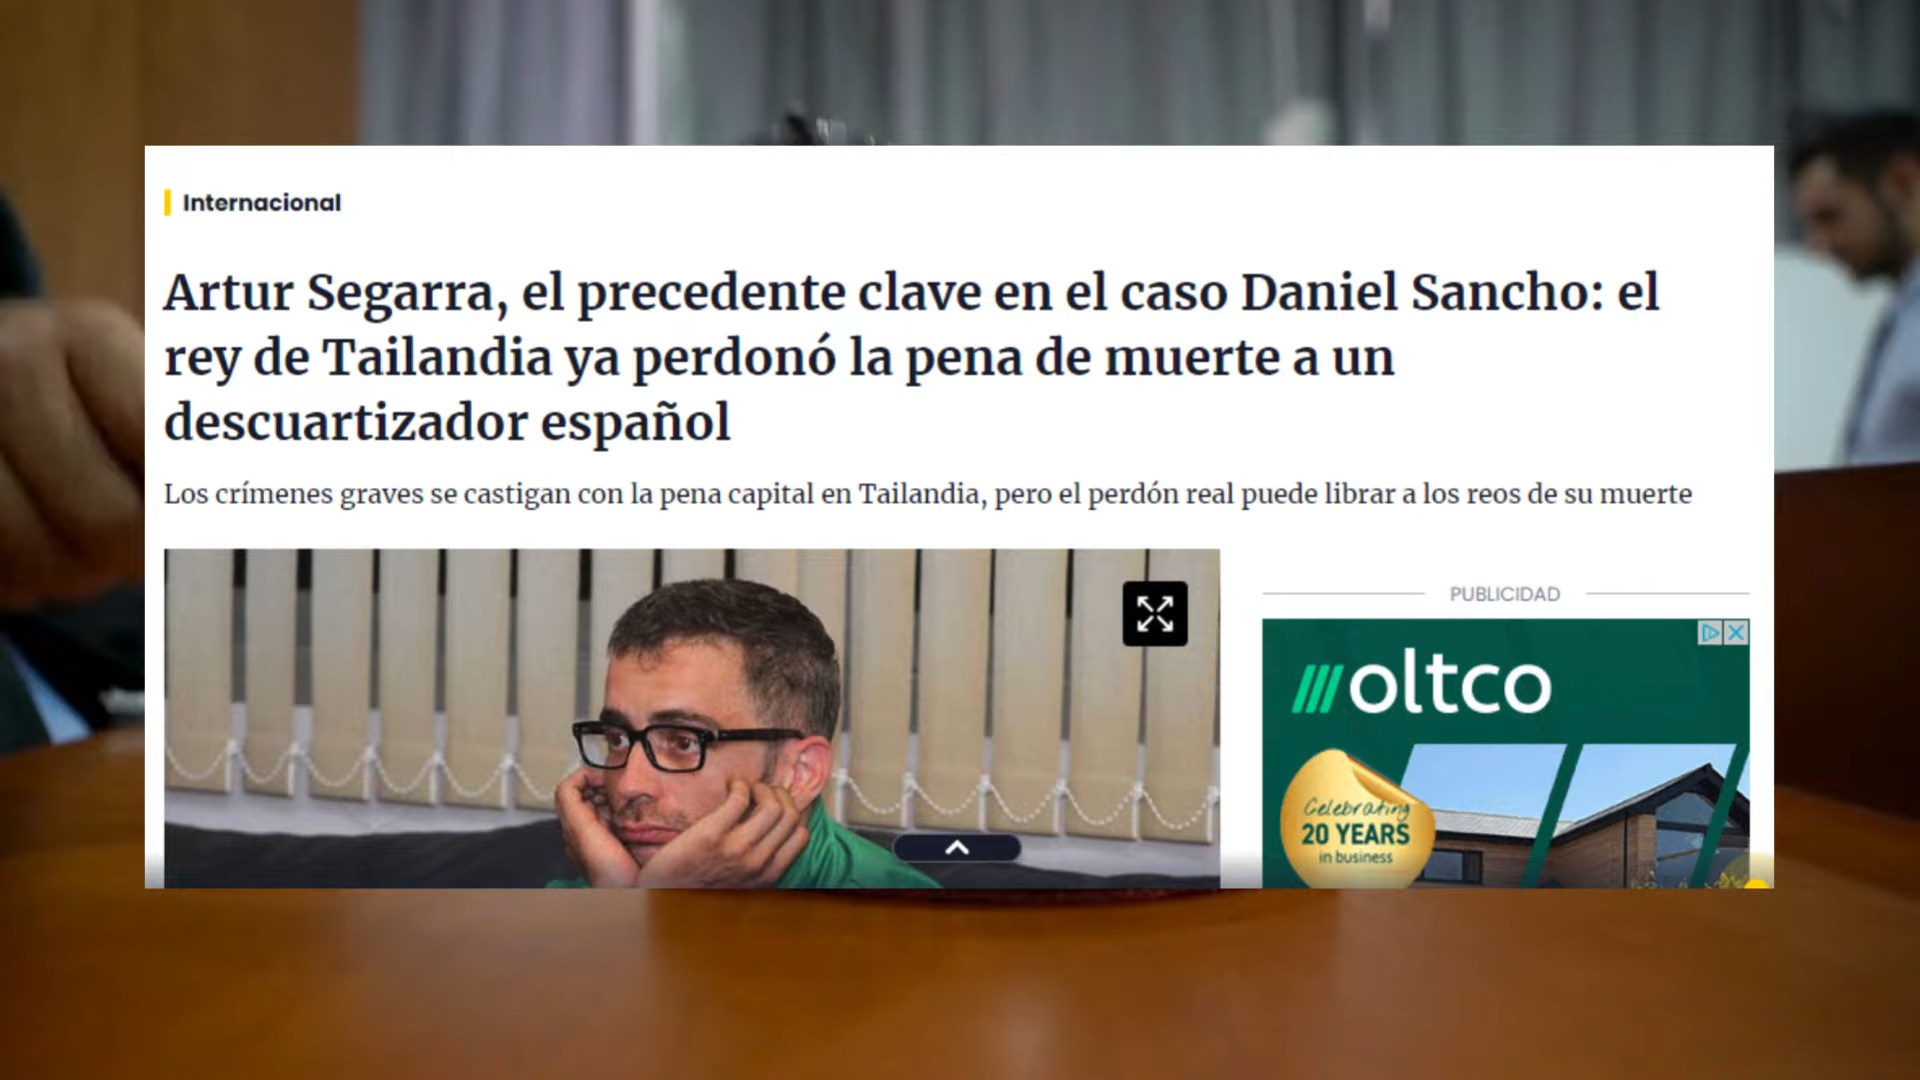 Internacional
Artur Segarra, el precedente clave en el caso Daniel Sancho: el
rey de Tailandia ya perdonó la pena de muerte a un
descuartizador español
Los crímenes graves se castigan con la pena capital en Tailandia, pero el perdón real puede librar a los reos de su muerte
PUBLICIDAD
oltco
Celebrating
20 YEARS
in business